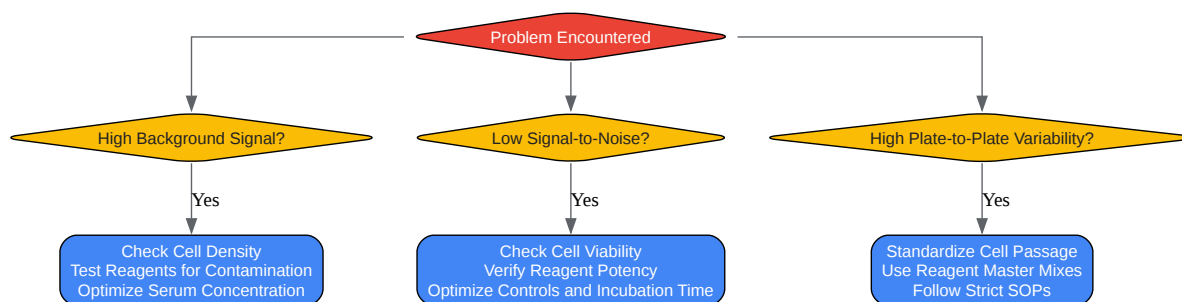 Problem Encountered
High Background Signal?
Low Signal-to-Noise?
High Plate-to-Plate Variability?
Yes
Yes
Yes
Check Cell Density
Test Reagents for Contamination
Optimize Serum Concentration
Check Cell Viability
Verify Reagent Potency
Optimize Controls and Incubation Time
Standardize Cell Passage
Use Reagent Master Mixes
Follow Strict SOPs